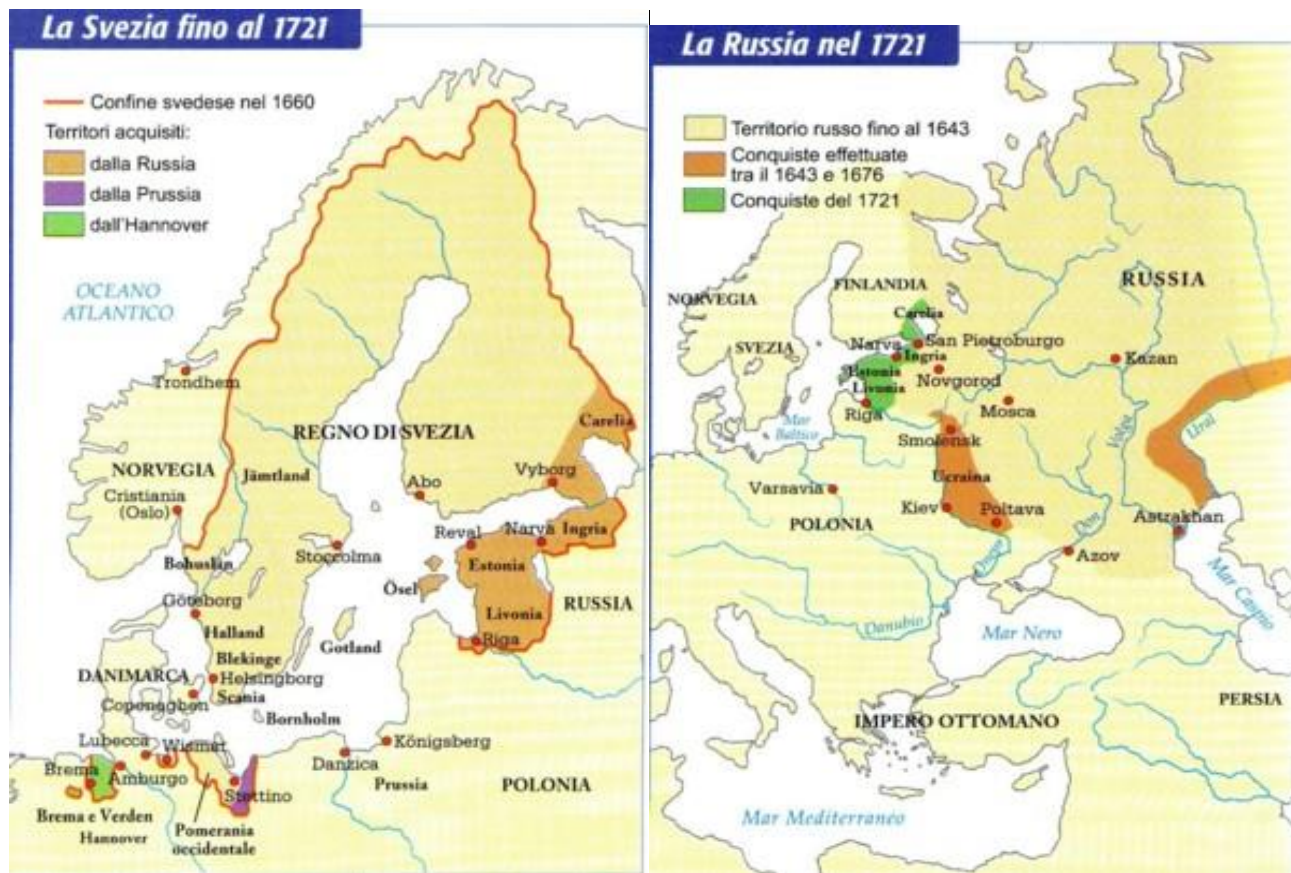 La Svezia fino al 1721
Confine svedese nel 1660
Territori acquisiti:
dalla Russia
dalla Prussia
dall'Hannover
OCEANO
ATLANTICO
Trondhem
REGNO DI SVEZIA
Carelia
NORVEGIA
Jämtland
Vyborg
Abo
Cristiania
(Oslo)
Reval
Narva
Ingria
Stoccolma
Bohuslän
Estonia
Ösel
Göteborg
Livonia
RUSSIA
Halland
Riga
Gotland
Blekinge
DANIMARCA
Helsingborg
Scania
Copenaghen
Bornholm
Lubecca
Wismar
Königsberg
Danzica
Brema
Amburgo
Prussia
POLONIA
Stettino
Brema e Verden
Hannover
Pomerania
occidentale
La Russia nel 1721
Territorio russo fino al 1643
Conquiste effettuate
tra il 1643 e 1676
Conquiste del 1721
RUSSIA
FINLANDIA
NORVEGIA
Carelia
SVEZIA
Narva
San Pietroburgo
Ingria
Kazan
Estonia
Novgorod
Livonia
Riga
Mosca
Mar
Baltico
Smolensk
Volga
Ural
Ucraina
Varsavia
Kiev
Poltava
POLONIA
Don
Astrakhan
Azov
Mar Caspio
Danubio
Mar Nero
PERSIA
IMPERO OTTOMANO
Mar Mediterraneo